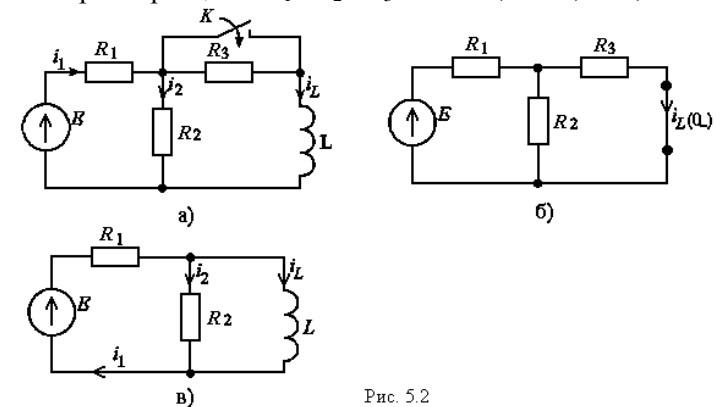 K
R1 R3
i1 i2 iL
E R2 L
а)
R1 R3
E R2 iL(0-)
б)
R1
i2 iL
E R2 L
i1
в)
Рис. 5.2